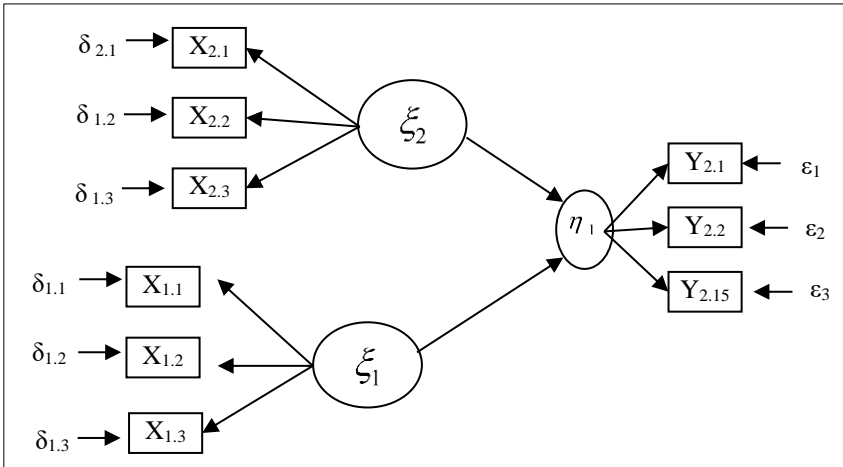 δ 2.1 X2.1
δ 1.2 X2.2
δ 1.3 X2.3
ξ2
Y2.1 ε1
η 1 Y2.2 ε2
Y2.15 ε3
δ1.1 X1.1
δ1.2 X1.2
ξ1
δ1.3 X1.3